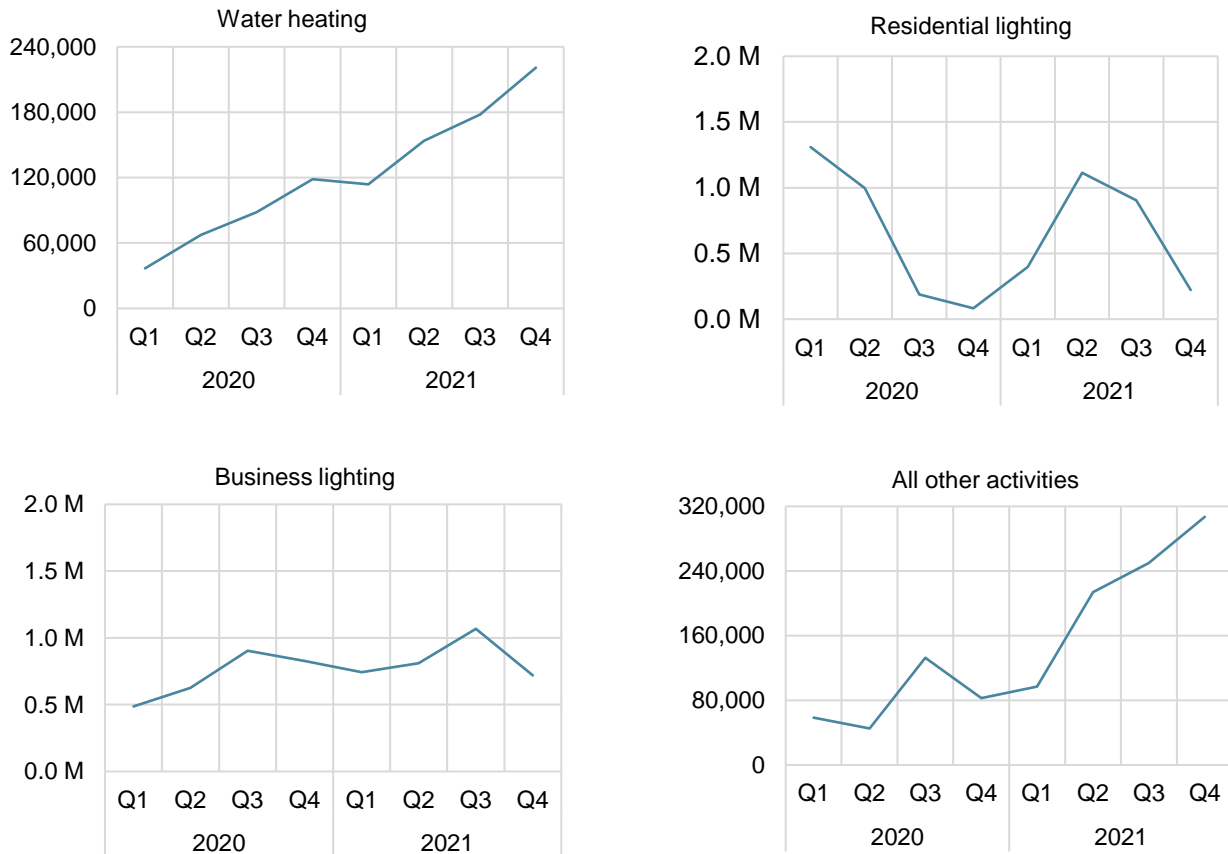 Water heating
240,000
180,000
120,000
60,000
0
Q1 Q2 Q3 Q4 Q1 Q2 Q3 Q4
2020 2021
Residential lighting
2.0 M
1.5 M
1.0 M
0.5 M
0.0 M
Q1 Q2 Q3 Q4 Q1 Q2 Q3 Q4
2020 2021
Business lighting
2.0 M
1.5 M
1.0 M
0.5 M
0.0 M
Q1 Q2 Q3 Q4 Q1 Q2 Q3 Q4
2020 2021
All other activities
320,000
240,000
160,000
80,000
0
Q1 Q2 Q3 Q4 Q1 Q2 Q3 Q4
2020 2021